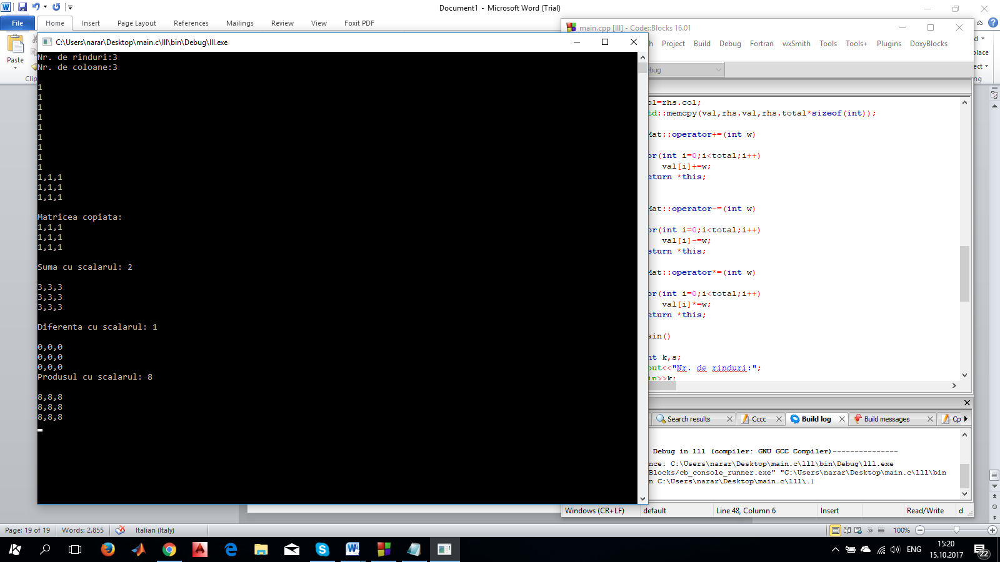 Document1 - Microsoft Word (Trial)
File Home Insert Page Layout References Mailings Review View Foxit PDF
Paste
C:\Users\narar\Desktop\main.c\lll\bin\Debug\lll.exe
Nr. de rinduri:3
Nr. de coloane:3
1
1
1
1
1
1
1
1
1
1,1,1
1,1,1
1,1,1
Matricea copiata:
1,1,1
1,1,1
1,1,1
Suma cu scalarul: 2
3,3,3
3,3,3
3,3,3
Diferenta cu scalarul: 1
0,0,0
0,0,0
0,0,0
Produsul cu scalarul: 8
8,8,8
8,8,8
8,8,8
main.cpp [lll] - Code::Blocks 16.01
h Project Build Debug Fortran wxSmith Tools Tools+ Plugins DoxyBlocks
ebug
ol=rhs.col;
td::memcpy(val,rhs.val,rhs.total*sizeof(int));
Mat::operator+=(int w)
or(int i=0;i<total;i++)
val[i]+=w;
eturn *this;
Mat::operator-=(int w)
or(int i=0;i<total;i++)
val[i]-=w;
eturn *this;
Mat::operator*=(int w)
or(int i=0;i<total;i++)
val[i]*=w;
eturn *this;
ain()
nt k,s;
out<<"Nr. de rinduri:";
in>>k;
Search results Cccc Build log Build messages Cp
Debug in lll (compiler: GNU GCC Compiler)---------------
nce: C:\Users\narar\Desktop\main.c\lll\bin\Debug\lll.exe
Blocks/cb_console_runner.exe" "C:\Users\narar\Desktop\main.c\lll\bin
n C:\Users\narar\Desktop\main.c\lll\.)
Windows (CR+LF) default Line 48, Column 6 Insert Read/Write d
Page: 19 of 19 Words: 2.855 Italian (Italy) 100%
ENG 15:20
15.10.2017
22